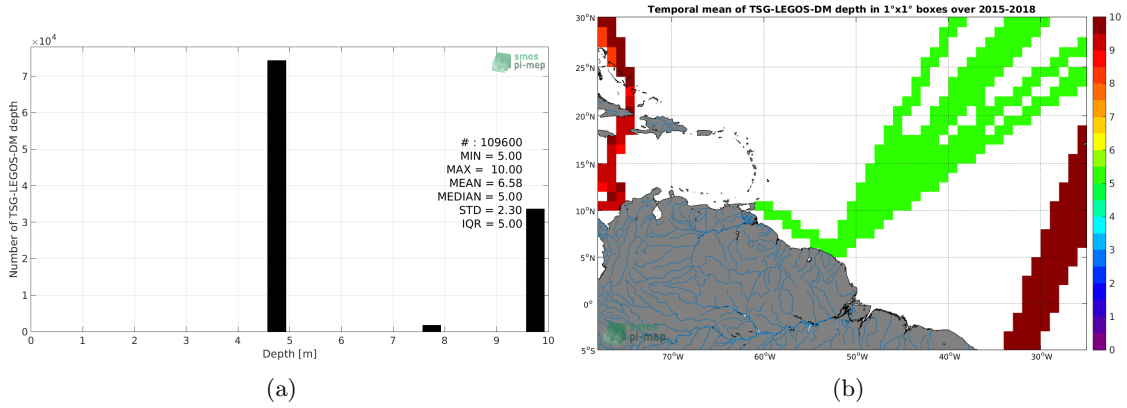 Temporal mean of TSG-LEGOS-DM depth in 1°x1° boxes over 2015-2018
×10⁴
7
6
5
4
3
2
1
0
Number of TSG-LEGOS-DM depth
smos
pi-mep
# : 109600
MIN = 5.00
MAX = 10.00
MEAN = 6.58
MEDIAN = 5.00
STD = 2.30
IQR = 5.00
0 1 2 3 4 5 6 7 8 9 10
Depth [m]
(a)
30°N
25°N
20°N
15°N
10°N
5°N
0°
5°S
70°W 60°W 50°W 40°W 30°W
smos
pi-mep
10
9
8
7
6
5
4
3
2
1
0
(b)